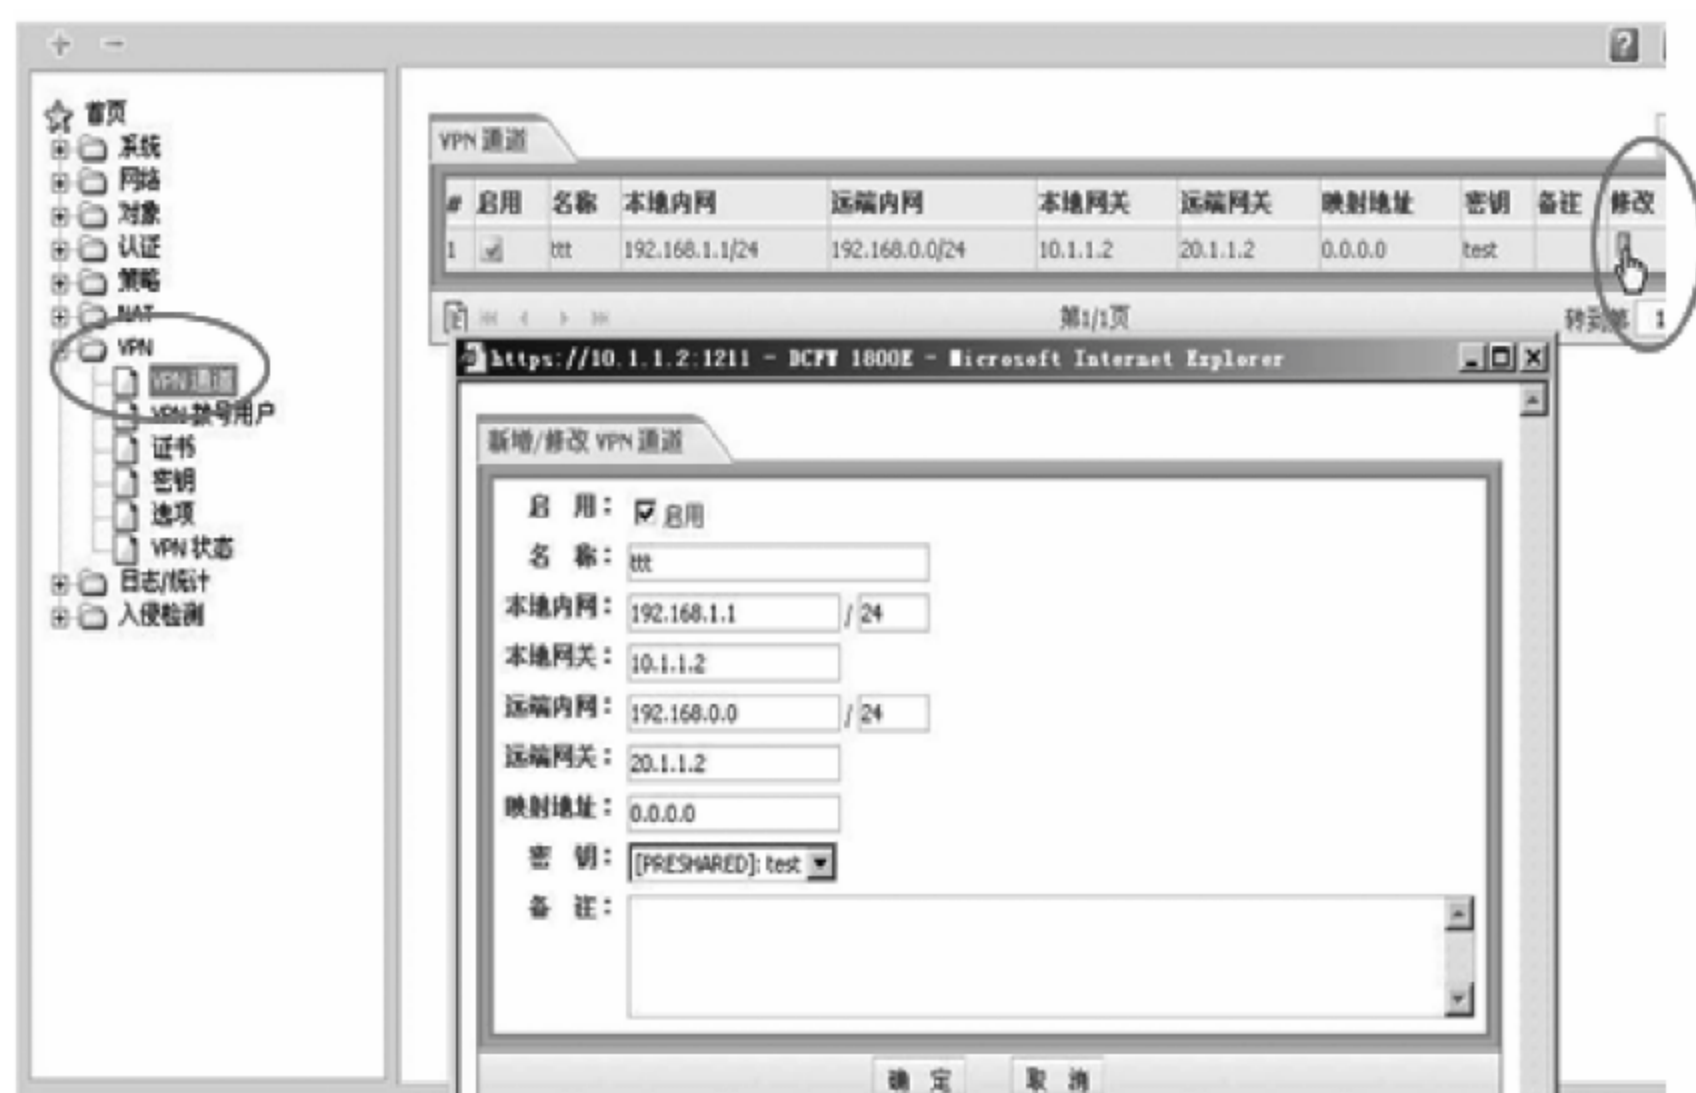 + -
?
首页
系统
网络
对象
认证
策略
NAT
VPN
VPN 通道
VPN 拨号用户
证书
密钥
选项
VPN 状态
日志/统计
入侵检测
VPN 通道
# 启用 名称 本地内网 远端内网 本地网关 远端网关 映射地址 密钥 备注 修改
1 ttt 192.168.1.1/24 192.168.0.0/24 10.1.1.2 20.1.1.2 0.0.0.0 test
第1/1页 转到第 1
https://10.1.1.2:1211 - DCFW 1800E - Microsoft Internet Explorer
新增/修改 VPN 通道
启 用： 启用
名 称： ttt
本地内网： 192.168.1.1 / 24
本地网关： 10.1.1.2
远端内网： 192.168.0.0 / 24
远端网关： 20.1.1.2
映射地址： 0.0.0.0
密 钥： [PRESHARED]: test
备 注：
确 定 取 消